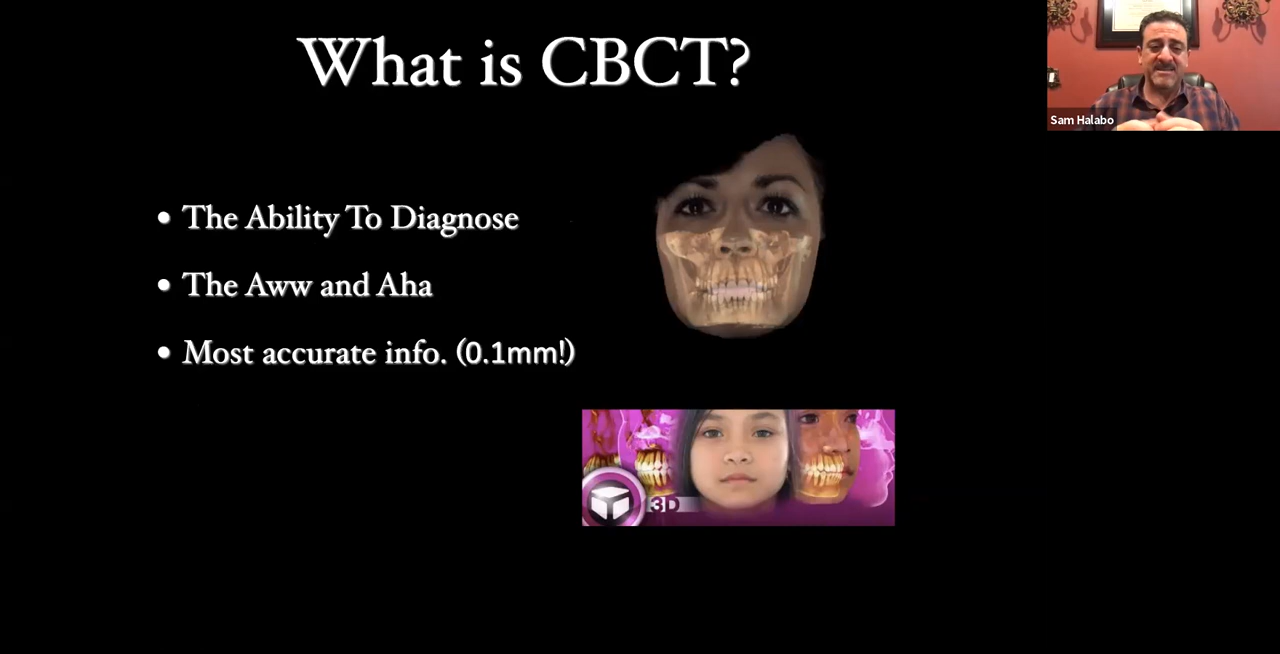 What is CBCT?
Sam Halabo
• The Ability To Diagnose
• The Aww and Aha
• Most accurate info. (0.1mm!)
3D